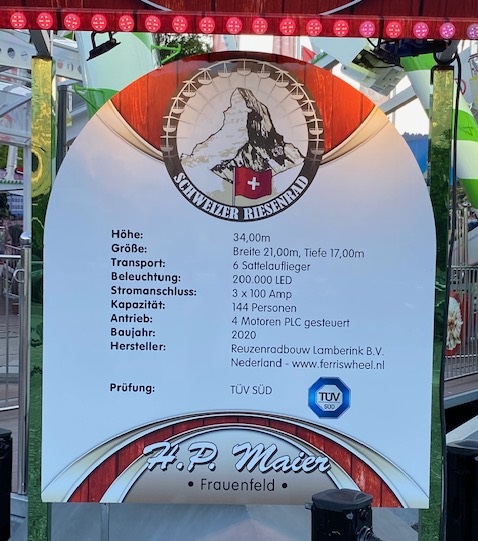 SCHWEIZER RIESENRAD
Höhe: 34,00m
Größe: Breite 21,00m, Tiefe 17,00m
Transport: 6 Sattelauflieger
Beleuchtung: 200.000 LED
Stromanschluss: 3 x 100 Amp
Kapazität: 144 Personen
Antrieb: 4 Motoren PLC gesteuert
Baujahr: 2020
Hersteller: Reuzenradbouw Lamberink B.V.
Nederland - www.ferriswheel.nl
Prüfung: TÜV SÜD
TÜV
SÜD
H.P. Maier
• Frauenfeld •